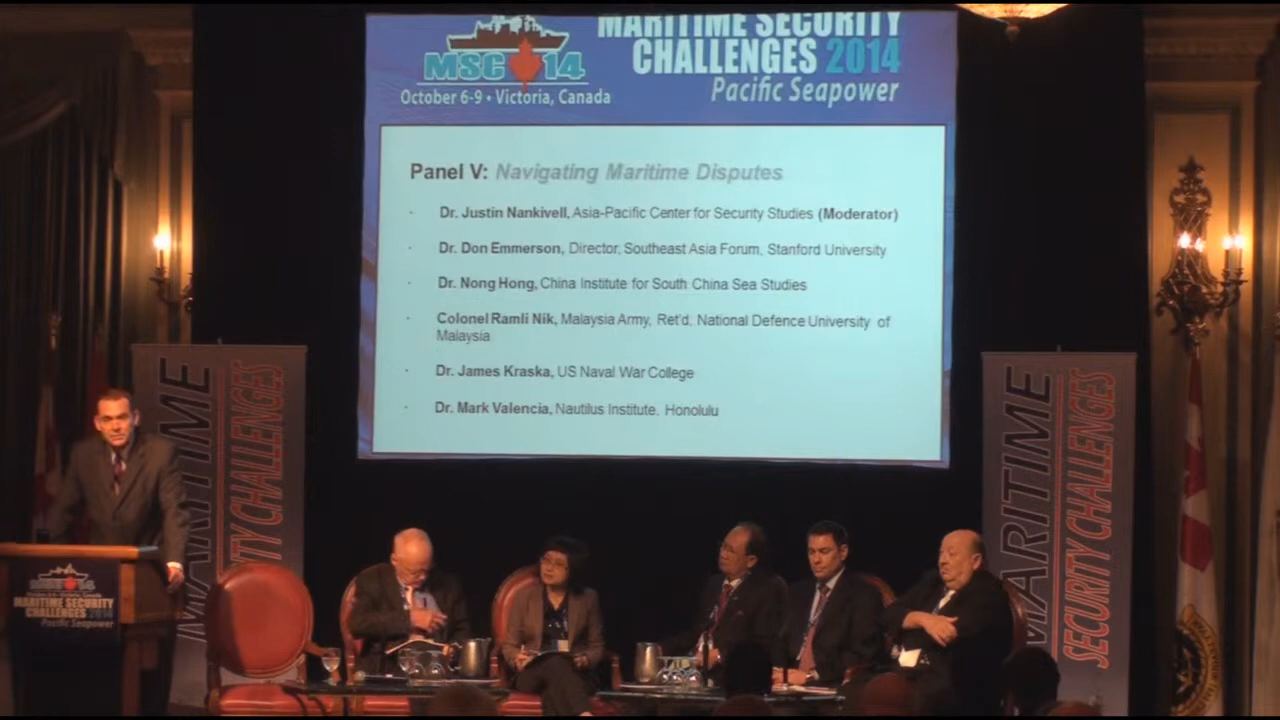 MARITIME SECURITY
CHALLENGES 2014
Pacific Seapower
MSC 14
October 6-9 • Victoria, Canada
Panel V: Navigating Maritime Disputes
· Dr. Justin Nankivell, Asia-Pacific Center for Security Studies (Moderator)
· Dr. Don Emmerson, Director, Southeast Asia Forum, Stanford University
· Dr. Nong Hong, China Institute for South China Sea Studies
· Colonel Ramli Nik, Malaysia Army, Ret'd, National Defence University of
Malaysia
· Dr. James Kraska, US Naval War College
· Dr. Mark Valencia, Nautilus Institute, Honolulu
MARITIME
SECURITY CHALLENGES
MARITIME
SECURITY CHALLENGES
MARITIME SECURITY
CHALLENGES 2014
Pacific Seapower